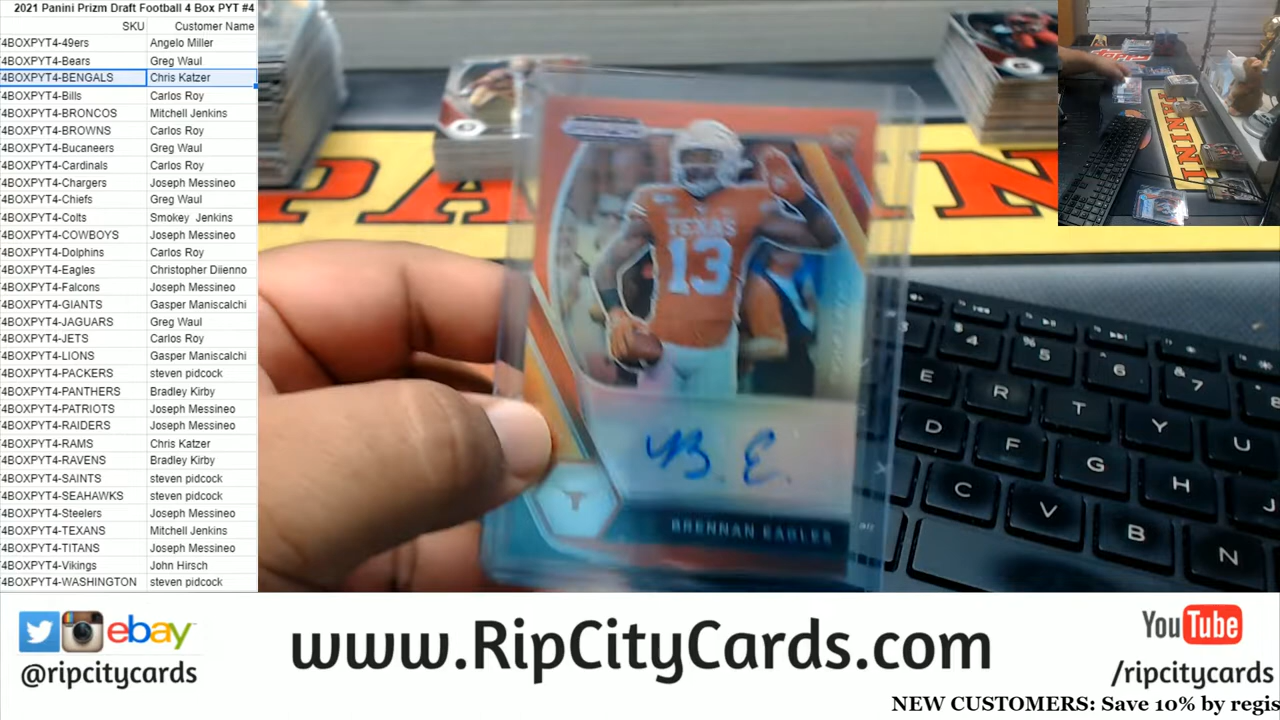 2021 Panini Prizm Draft Football 4 Box PYT #4
SKU Customer Name
4BOXPYT4-49ers Angelo Miller
4BOXPYT4-Bears Greg Waul
4BOXPYT4-BENGALS Chris Katzer
4BOXPYT4-Bills Carlos Roy
4BOXPYT4-BRONCOS Mitchell Jenkins
4BOXPYT4-BROWNS Carlos Roy
4BOXPYT4-Bucaneers Greg Waul
4BOXPYT4-Cardinals Carlos Roy
4BOXPYT4-Chargers Joseph Messineo
4BOXPYT4-Chiefs Greg Waul
4BOXPYT4-Colts Smokey Jenkins
4BOXPYT4-COWBOYS Joseph Messineo
4BOXPYT4-Dolphins Carlos Roy
4BOXPYT4-Eagles Christopher Diienno
4BOXPYT4-Falcons Joseph Messineo
4BOXPYT4-GIANTS Gasper Maniscalchi
4BOXPYT4-JAGUARS Greg Waul
4BOXPYT4-JETS Carlos Roy
4BOXPYT4-LIONS Gasper Maniscalchi
4BOXPYT4-PACKERS steven pidcock
4BOXPYT4-PANTHERS Bradley Kirby
4BOXPYT4-PATRIOTS Joseph Messineo
4BOXPYT4-RAIDERS Joseph Messineo
4BOXPYT4-RAMS Chris Katzer
4BOXPYT4-RAVENS Bradley Kirby
4BOXPYT4-SAINTS steven pidcock
4BOXPYT4-SEAHAWKS steven pidcock
4BOXPYT4-Steelers Joseph Messineo
4BOXPYT4-TEXANS Mitchell Jenkins
4BOXPYT4-TITANS Joseph Messineo
4BOXPYT4-Vikings John Hirsch
4BOXPYT4-WASHINGTON steven pidcock
TEXAS
13
B. E.
BRENNAN EAGLES
PANINI
4
5
6
7
8
E R T Y U
D F G H J
C V B N
alt
ebay
@ripcitycards
www.RipCityCards.com
YouTube
/ripcitycards
NEW CUSTOMERS: Save 10% by regis